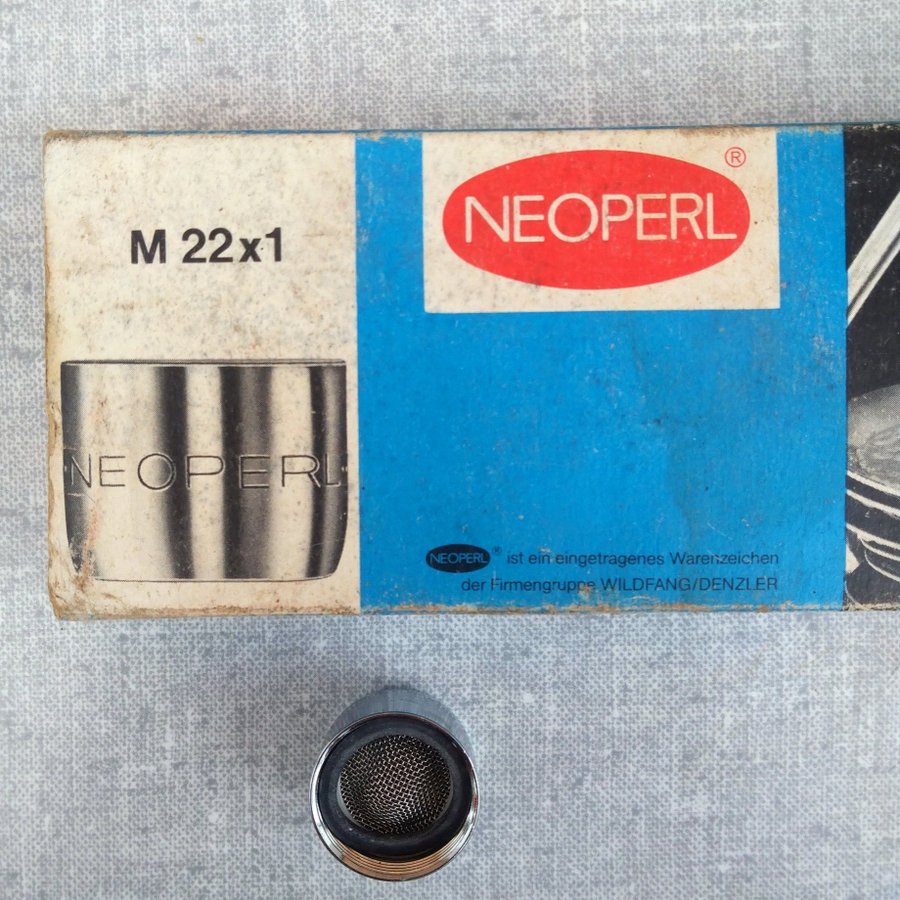 M 22x1
NEOPERL®
NEOPERL
NEOPERL® ist ein eingetragenes Warenzeichen
der Firmengruppe WILDFANG/DENZLER